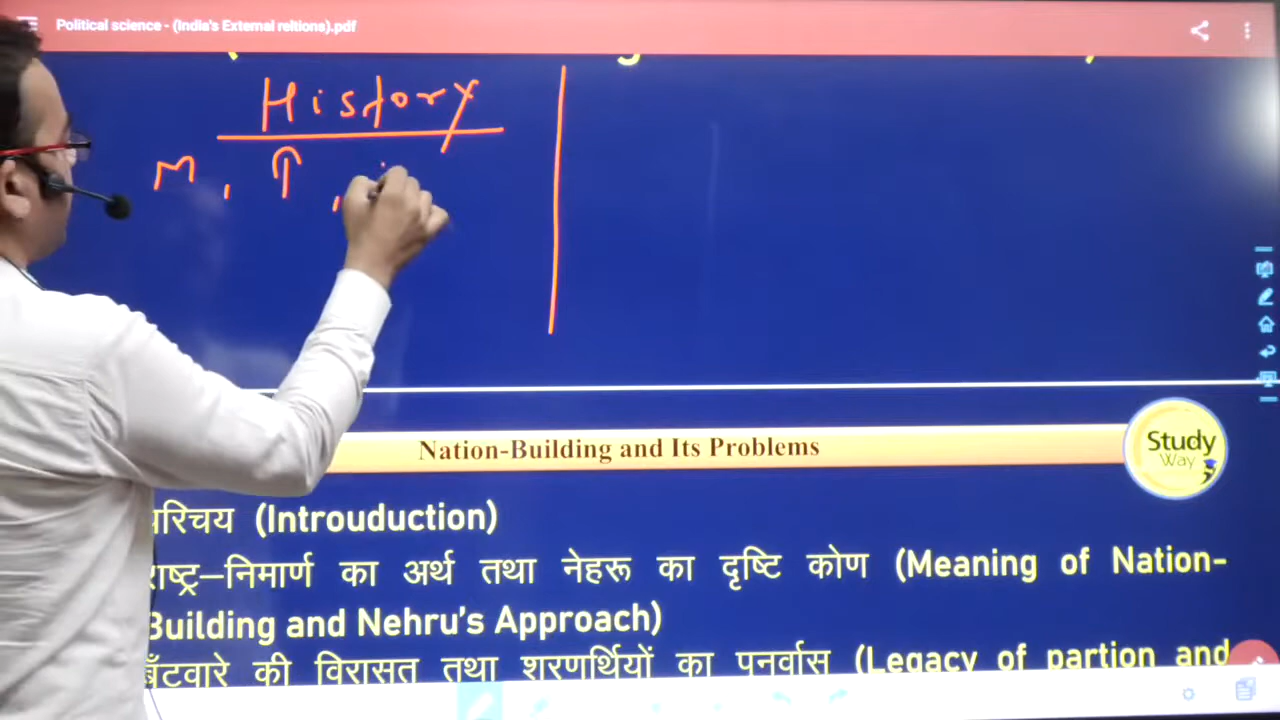 Political science - (India's External reltions).pdf
History
M, ↑,
Nation-Building and Its Problems
Study
Way
परिचय (Introuduction)
राष्ट्र–निमार्ण का अर्थ तथा नेहरू का दृष्टि कोण (Meaning of Nation-
Building and Nehru's Approach)
बँटवारे की विरासत तथा शरणर्थियों का पुनर्वास (Legacy of partion and